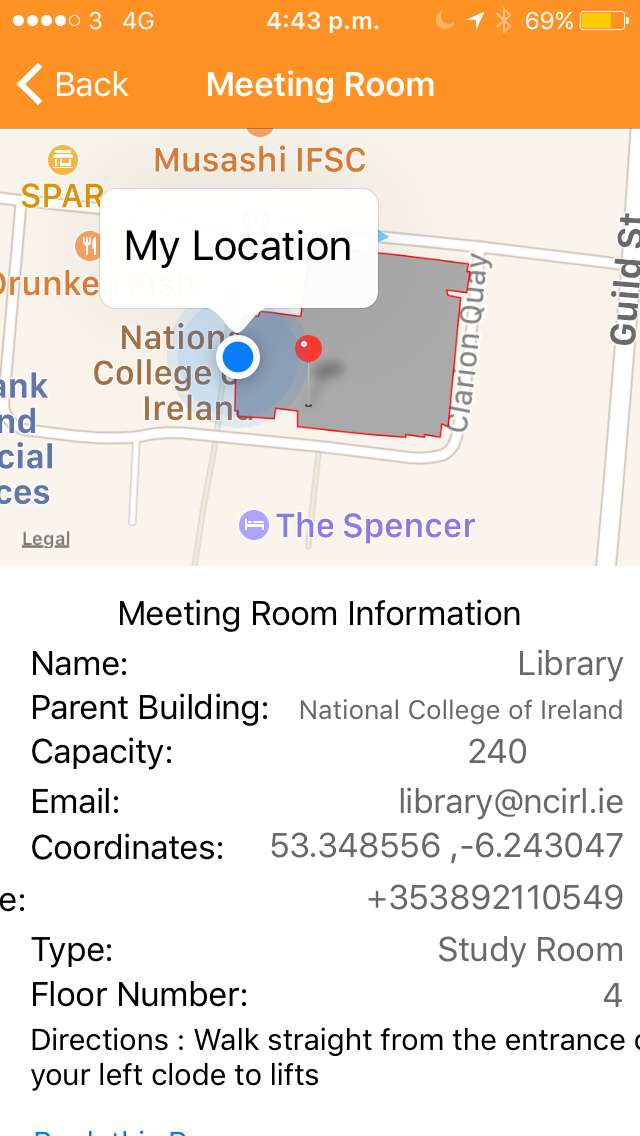 3 4G 4:43 p.m. 69%
Back Meeting Room
Musashi IFSC
SPAR
My Location
Drunken Fish
Guild St
Clarion Quay
National
College of
Ireland
ank
nd
cial
ces
The Spencer
Legal
Meeting Room Information
Name: Library
Parent Building: National College of Ireland
Capacity: 240
Email: library@ncirl.ie
Coordinates: 53.348556 ,-6.243047
e: +353892110549
Type: Study Room
Floor Number: 4
Directions : Walk straight from the entrance
your left clode to lifts